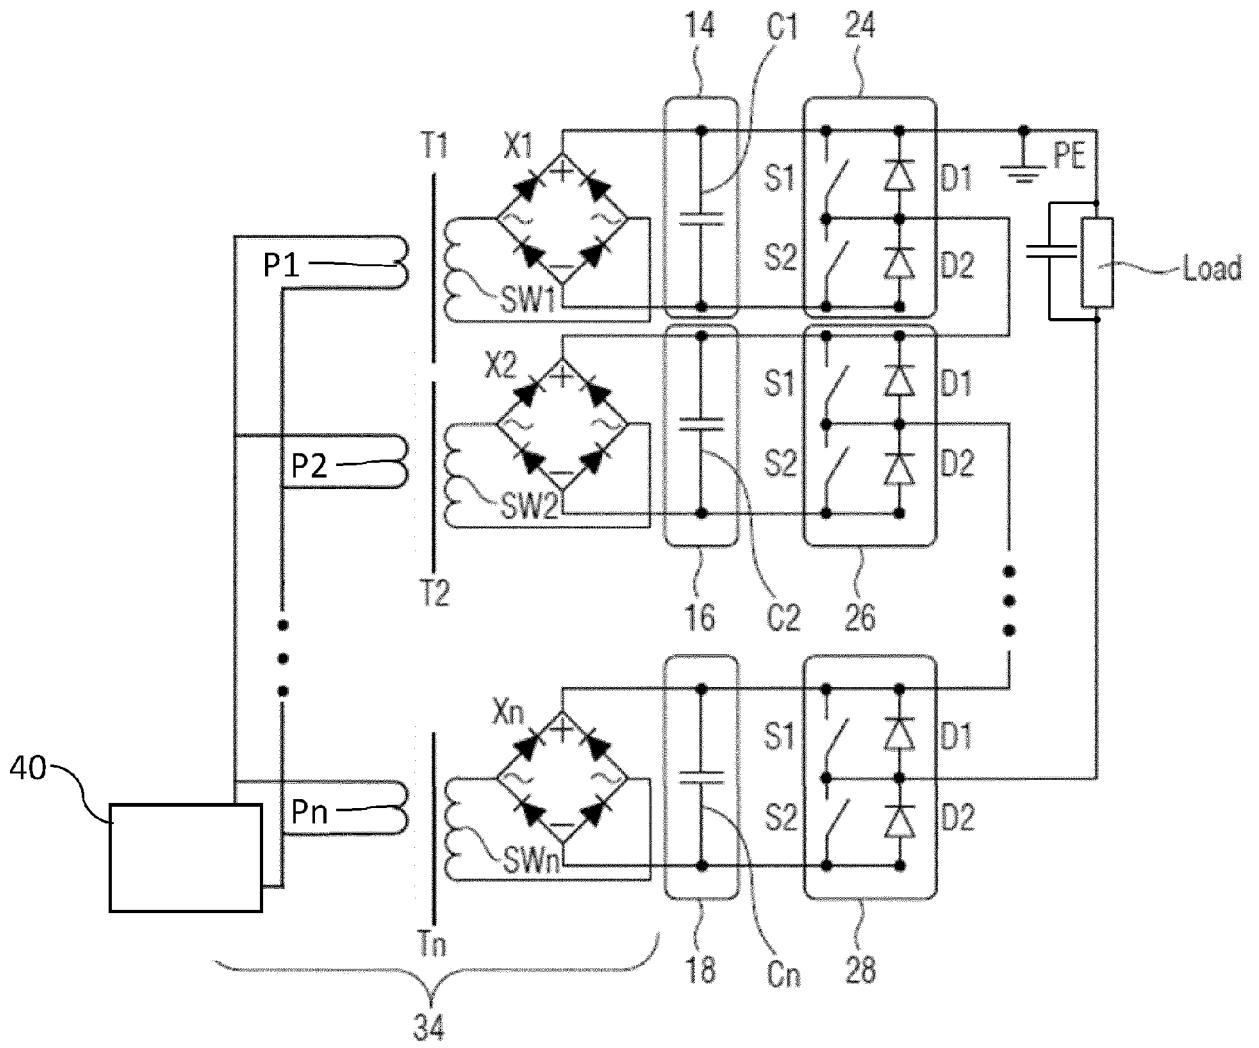 14
C1
24
T1
X1
PE
S1
D1
P1
SW1
S2
D2
Load
X2
S1
D1
P2
SW2
S2
D2
T2
16
C2
26
Xn
S1
D1
40
Pn
SWn
S2
D2
Tn
18
Cn
28
34